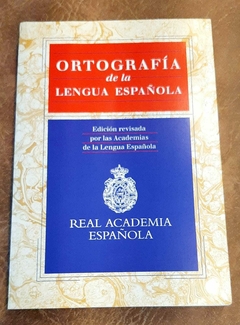 ORTOGRAFÍA
de la
LENGUA ESPAÑOLA
Edición revisada
por las Academias
de la Lengua Española
REAL ACADEMIA
ESPAÑOLA